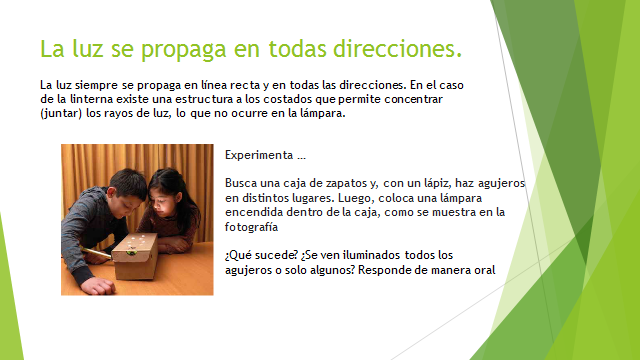 La luz se propaga en todas direcciones.
La luz siempre se propaga en línea recta y en todas las direcciones. En el caso
de la linterna existe una estructura a los costados que permite concentrar
(juntar) los rayos de luz, lo que no ocurre en la lámpara.
Experimenta ...
Busca una caja de zapatos y, con un lápiz, haz agujeros
en distintos lugares. Luego, coloca una lámpara
encendida dentro de la caja, como se muestra en la
fotografía
¿Qué sucede? ¿Se ven iluminados todos los
agujeros o solo algunos? Responde de manera oral